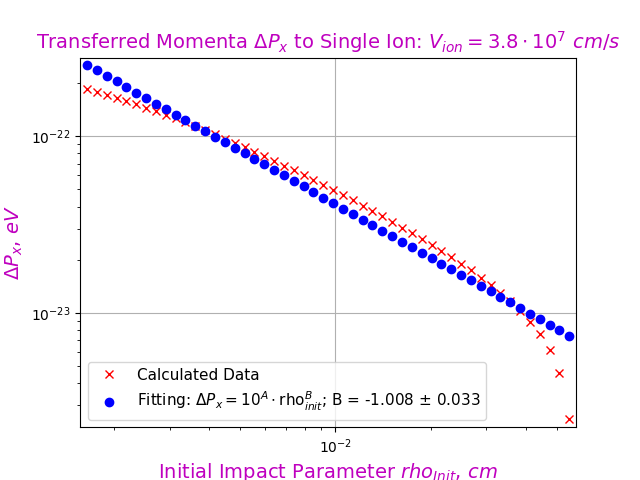 Transferred Momenta ΔP_x to Single Ion: V_ion = 3.8 · 10^7 cm/s
ΔP_x, eV
10^−22
10^−23
Calculated Data
Fitting: ΔP_x = 10^A · rho_init^B; B = -1.008 ± 0.033
10^−2
Initial Impact Parameter rho_Init, cm